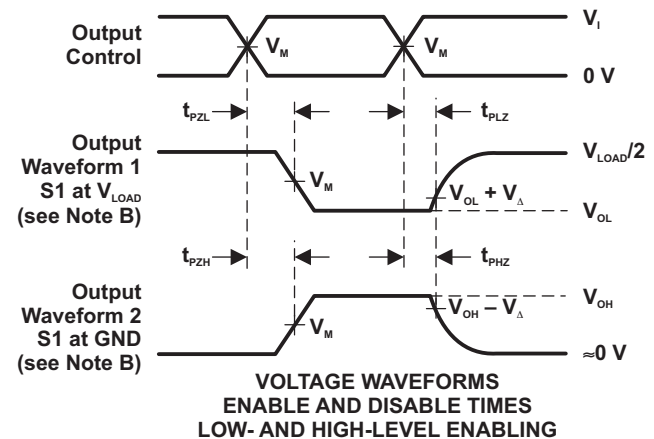 Output
Control
V_M
V_M
V_I
0 V
t_PZL
t_PLZ
Output
Waveform 1
S1 at V_LOAD
(see Note B)
V_M
V_OL + V_Δ
V_LOAD/2
V_OL
t_PZH
t_PHZ
Output
Waveform 2
S1 at GND
(see Note B)
V_M
V_OH – V_Δ
V_OH
≈0 V
VOLTAGE WAVEFORMS
ENABLE AND DISABLE TIMES
LOW- AND HIGH-LEVEL ENABLING